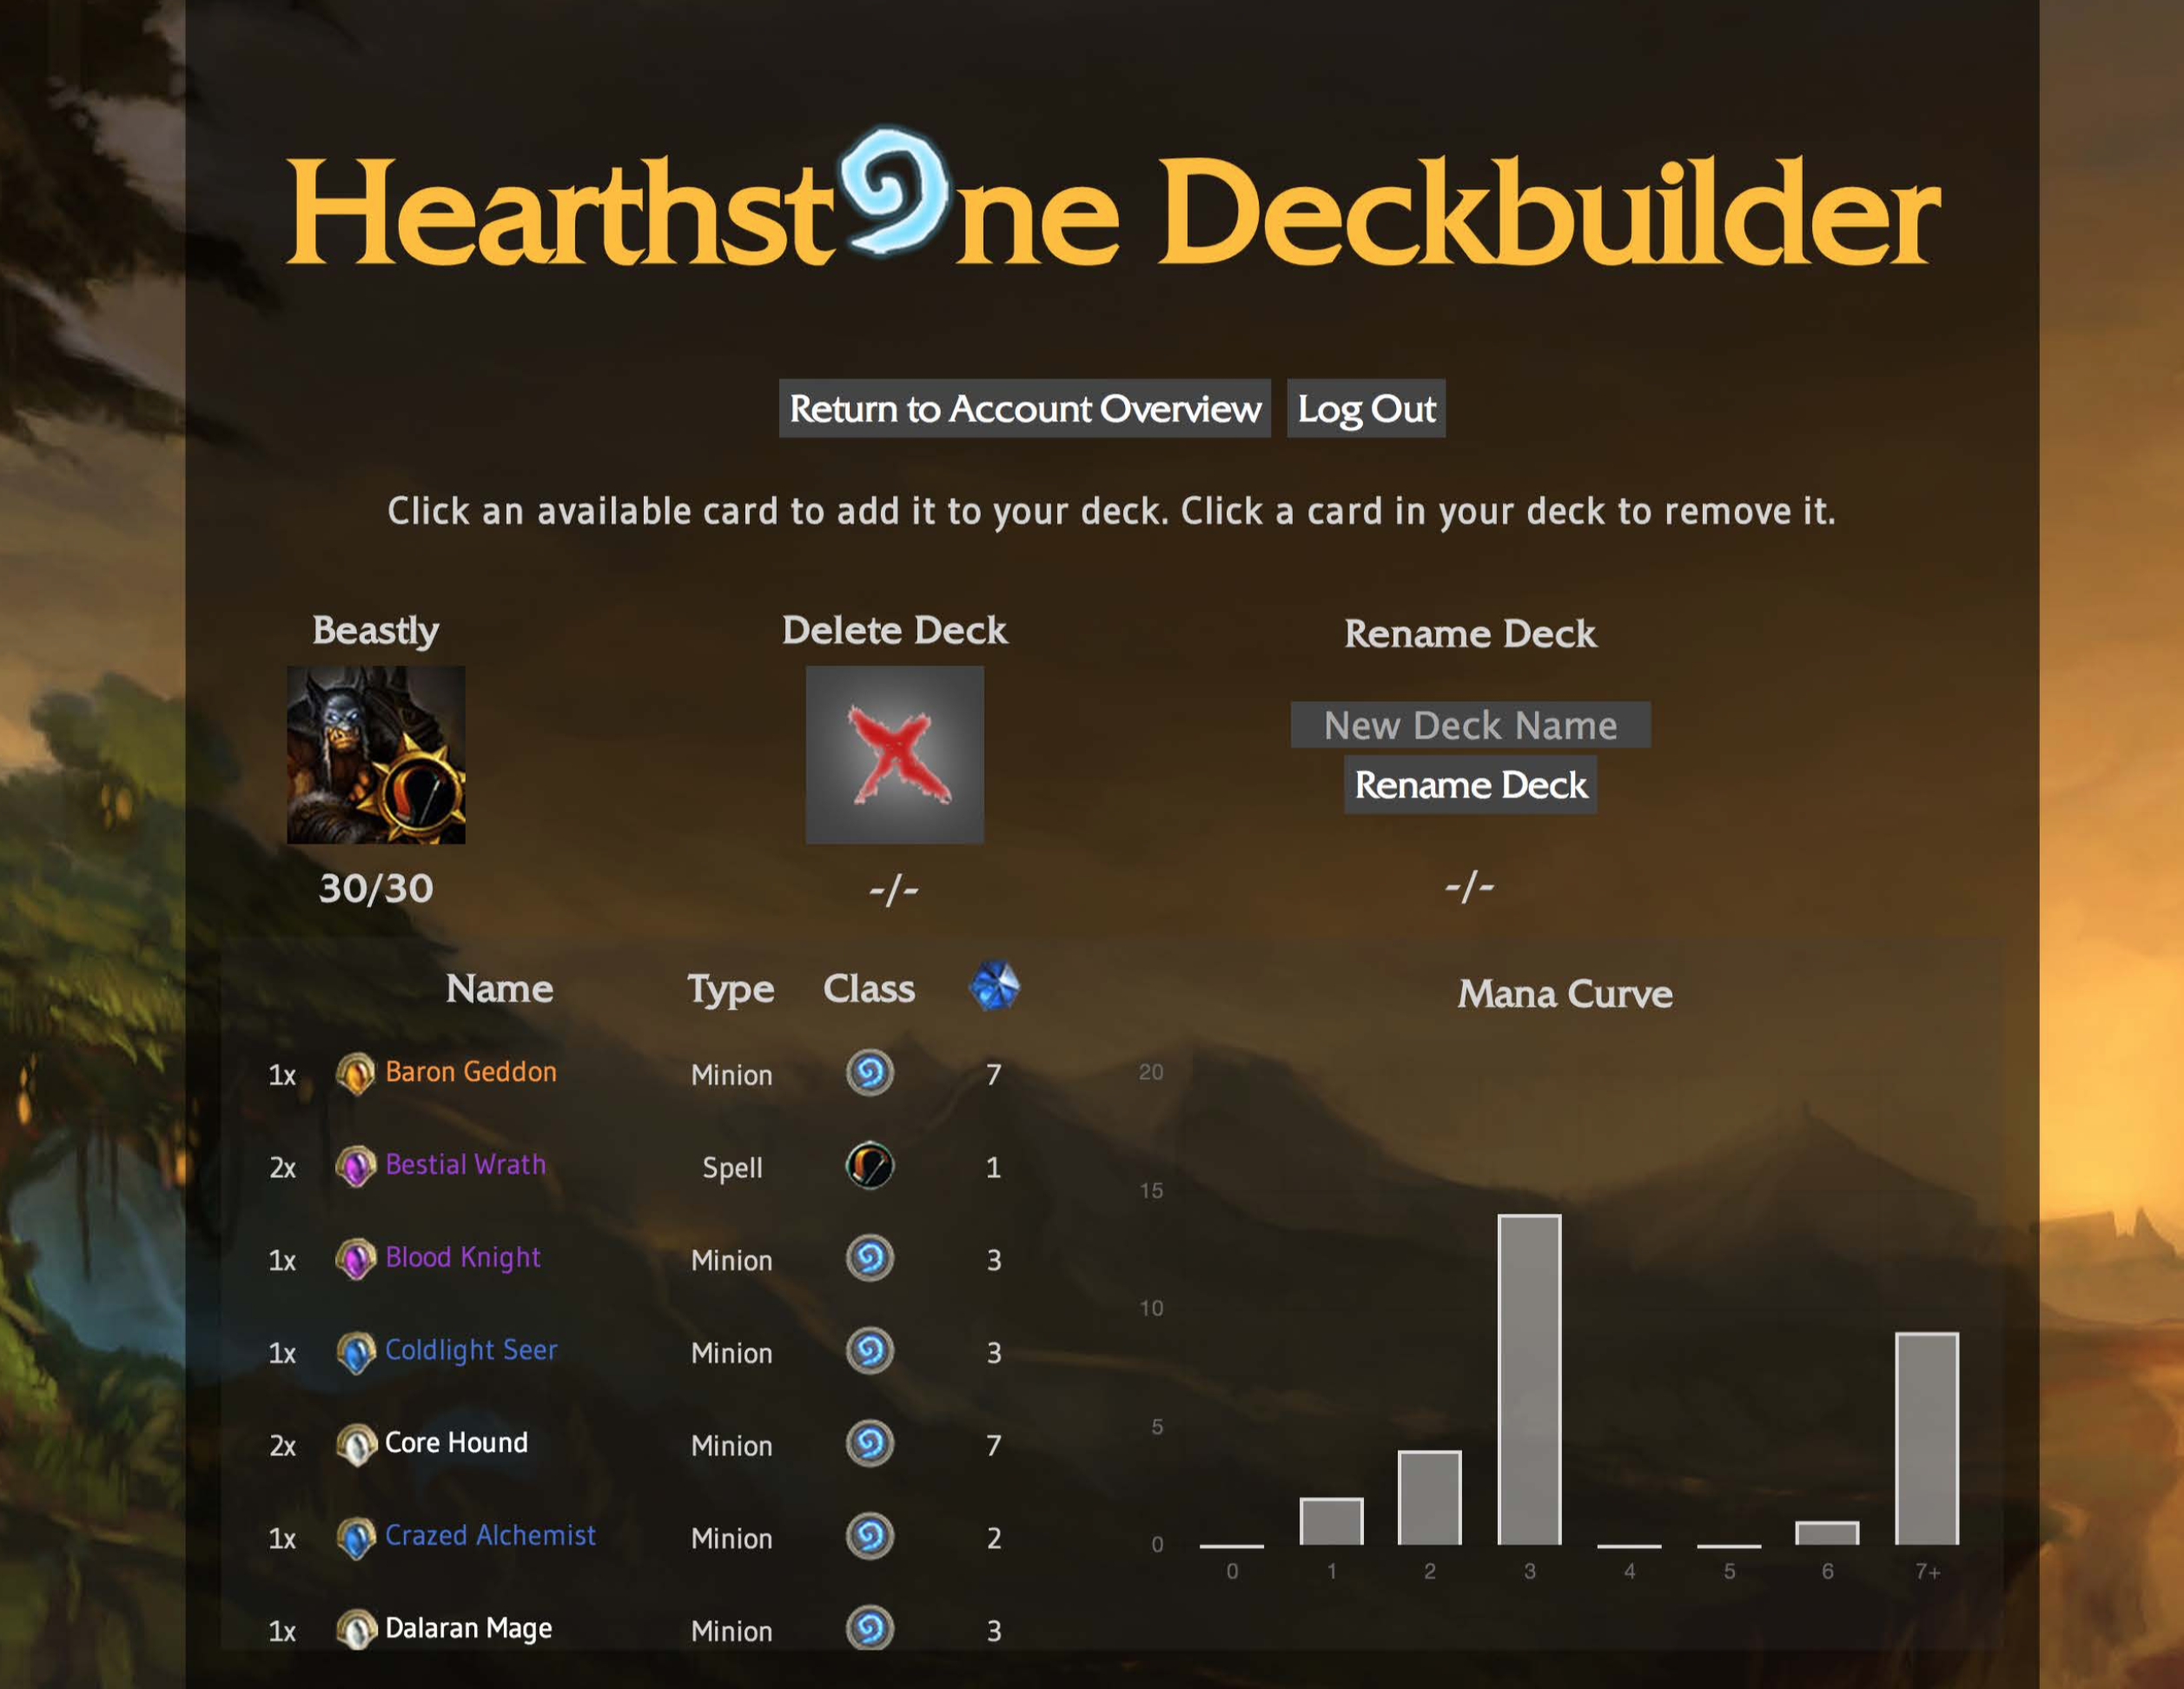 Hearthstone Deckbuilder
Return to Account Overview Log Out
Click an available card to add it to your deck. Click a card in your deck to remove it.
Beastly Delete Deck Rename Deck
New Deck Name
Rename Deck
30/30 -/- -/-
Name Type Class Mana Curve
1x Baron Geddon Minion 7
2x Bestial Wrath Spell 1
1x Blood Knight Minion 3
1x Coldlight Seer Minion 3
2x Core Hound Minion 7
1x Crazed Alchemist Minion 2
1x Dalaran Mage Minion 3
20
15
10
5
0
0 1 2 3 4 5 6 7+